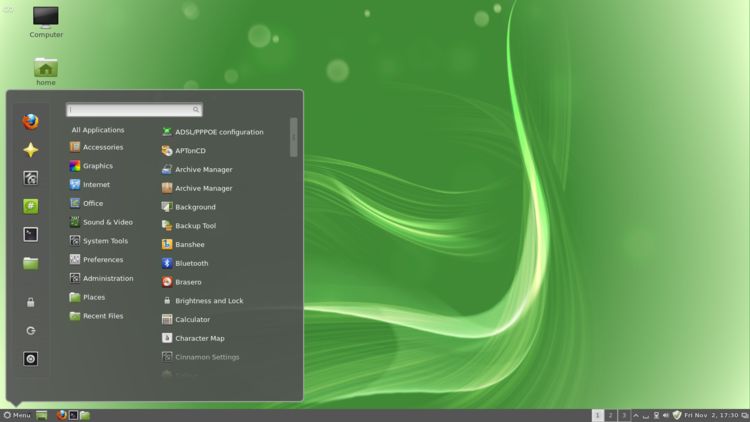 Computer
home
All Applications
Accessories
Graphics
Internet
Office
Sound & Video
System Tools
Preferences
Administration
Places
Recent Files
ADSL/PPPOE configuration
APTonCD
Archive Manager
Archive Manager
Background
Backup Tool
Banshee
Bluetooth
Brasero
Brightness and Lock
Calculator
Character Map
Cinnamon Settings
Menu
1 2 3
Fri Nov 2, 17:30